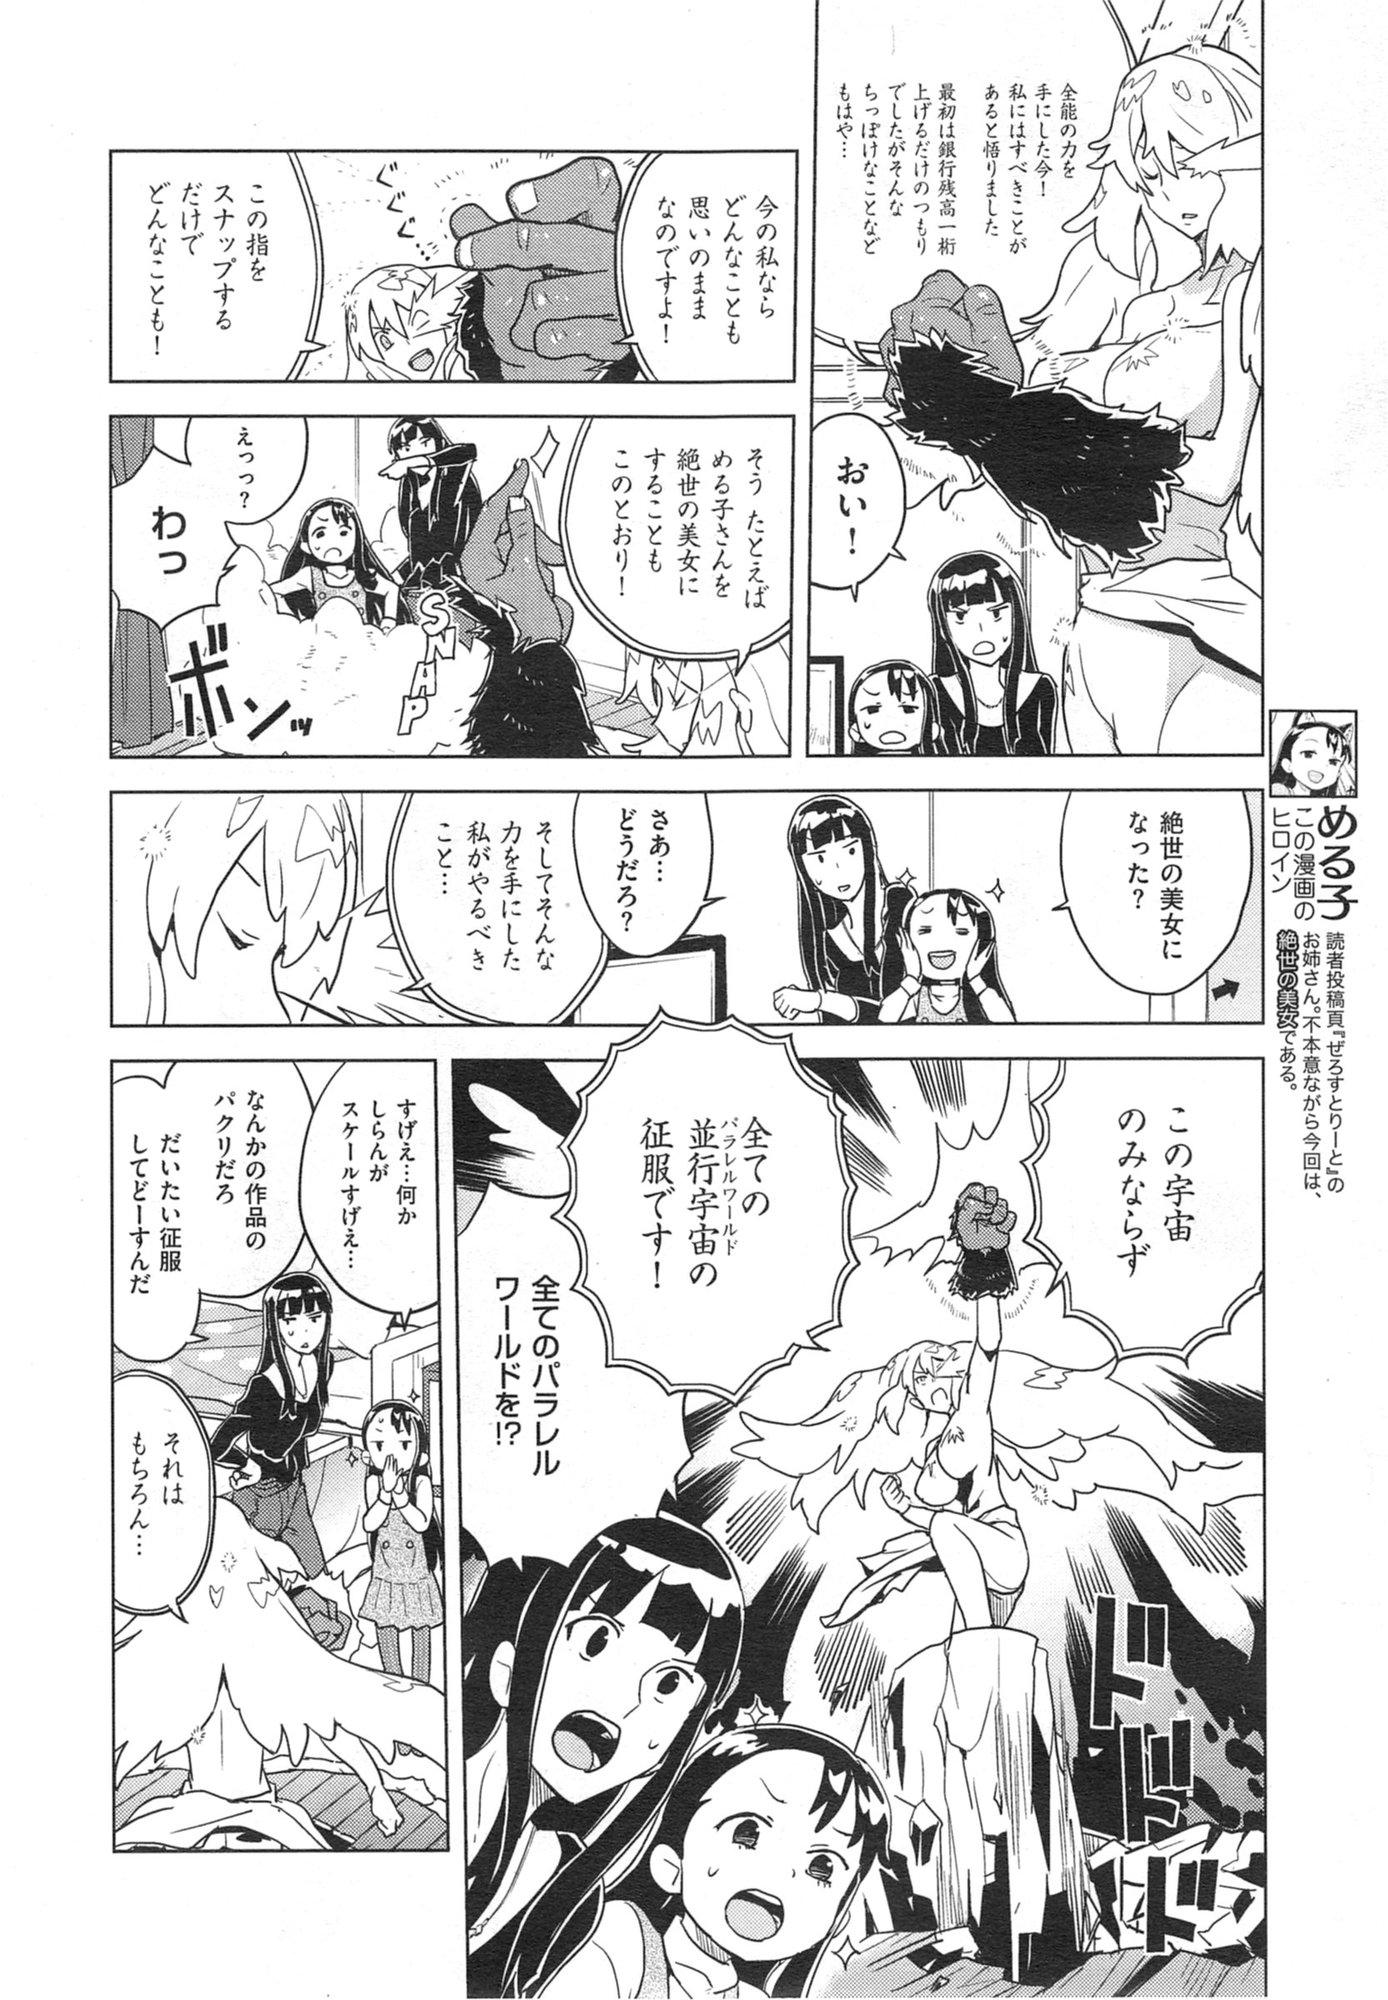 全能の力を
手にした今！
私にはすべきことが
あると悟りました
最初は銀行残高一桁
上げるだけのつもり
でしたがそんな
ちっぽけなことなど
もはや…
おい！
今の私なら
どんなことも
思いのまま
なのですよ！
ぐぐ…
この指を
スナップする
だけで
どんなことも！
そう たとえば
める子さんを
絶世の美女に
することも
このとおり！
SNAP
えっっ？
わっ
ボンッ
絶世の美女に
なった？
さあ…
どうだろ？
そしてそんな
力を手にした
私がやるべき
こと…
この宇宙
のみならず
全ての
並行宇宙の
パラレルワールド
征服です！
全てのパラレル
ワールドを!?
ドドド
すげえ…何か
しらんが
スケールすげえ…
なんかの作品の
パクリだろ
だいたい征服
してどーすんだ
それは
もちろん…
める子
この漫画の
ヒロイン
読者投稿頁『ぜろすとりーと』の
お姉さん。不本意ながら今回は、
絶世の美女である。